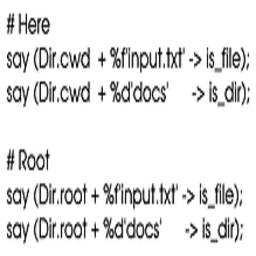 # Here
say (Dir.cwd + %f'input.txt' -> is_file);
say (Dir.cwd + %d'docs' -> is_dir);
# Root
say (Dir.root + %f'input.txt' -> is_file);
say (Dir.root + %d'docs' -> is_dir);